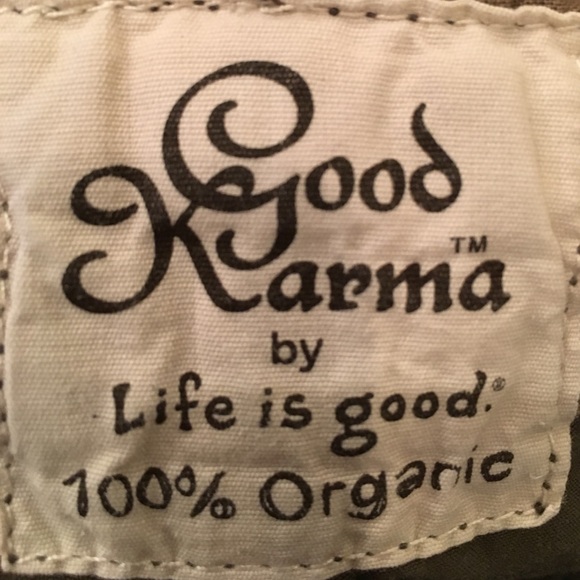 Good
Karma™
by
Life is good.®
100% Organic